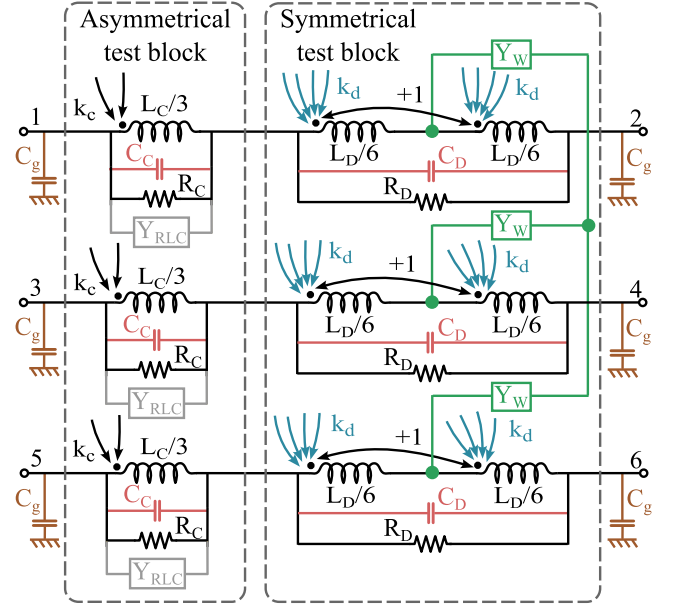 Asymmetrical
test block
Symmetrical
test block
Y_W
k_c
k_d
+1
k_d
1
L_C/3
2
L_D/6
L_D/6
C_g
C_C
C_D
C_g
R_C
R_D
Y_RLC
Y_W
k_c
k_d
+1
k_d
3
L_C/3
4
L_D/6
L_D/6
C_g
C_C
C_D
C_g
R_C
R_D
Y_RLC
Y_W
k_c
k_d
+1
k_d
5
L_C/3
6
L_D/6
L_D/6
C_g
C_C
C_D
C_g
R_C
R_D
Y_RLC